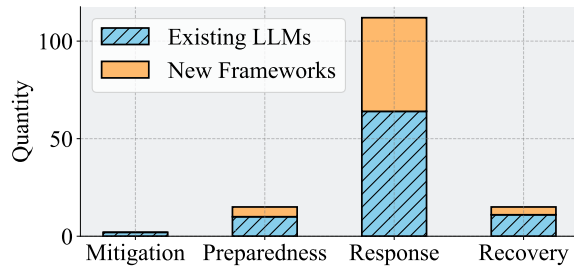 Existing LLMs
New Frameworks
Quantity
100
50
0
Mitigation Preparedness Response Recovery